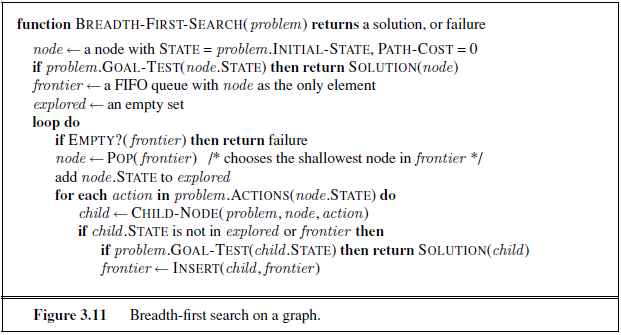 function BREADTH-FIRST-SEARCH(problem) returns a solution, or failure
node ← a node with STATE = problem.INITIAL-STATE, PATH-COST = 0
if problem.GOAL-TEST(node.STATE) then return SOLUTION(node)
frontier ← a FIFO queue with node as the only element
explored ← an empty set
loop do
if EMPTY?(frontier) then return failure
node ← POP(frontier) /* chooses the shallowest node in frontier */
add node.STATE to explored
for each action in problem.ACTIONS(node.STATE) do
child ← CHILD-NODE(problem, node, action)
if child.STATE is not in explored or frontier then
if problem.GOAL-TEST(child.STATE) then return SOLUTION(child)
frontier ← INSERT(child, frontier)
Figure 3.11 Breadth-first search on a graph.